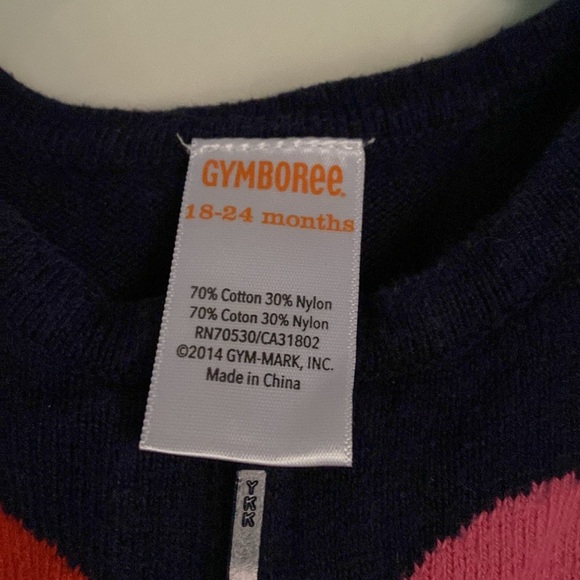 GYMBOREE
18-24 months
70% Cotton 30% Nylon
70% Coton 30% Nylon
RN70530/CA31802
©2014 GYM-MARK, INC.
Made in China
YKK